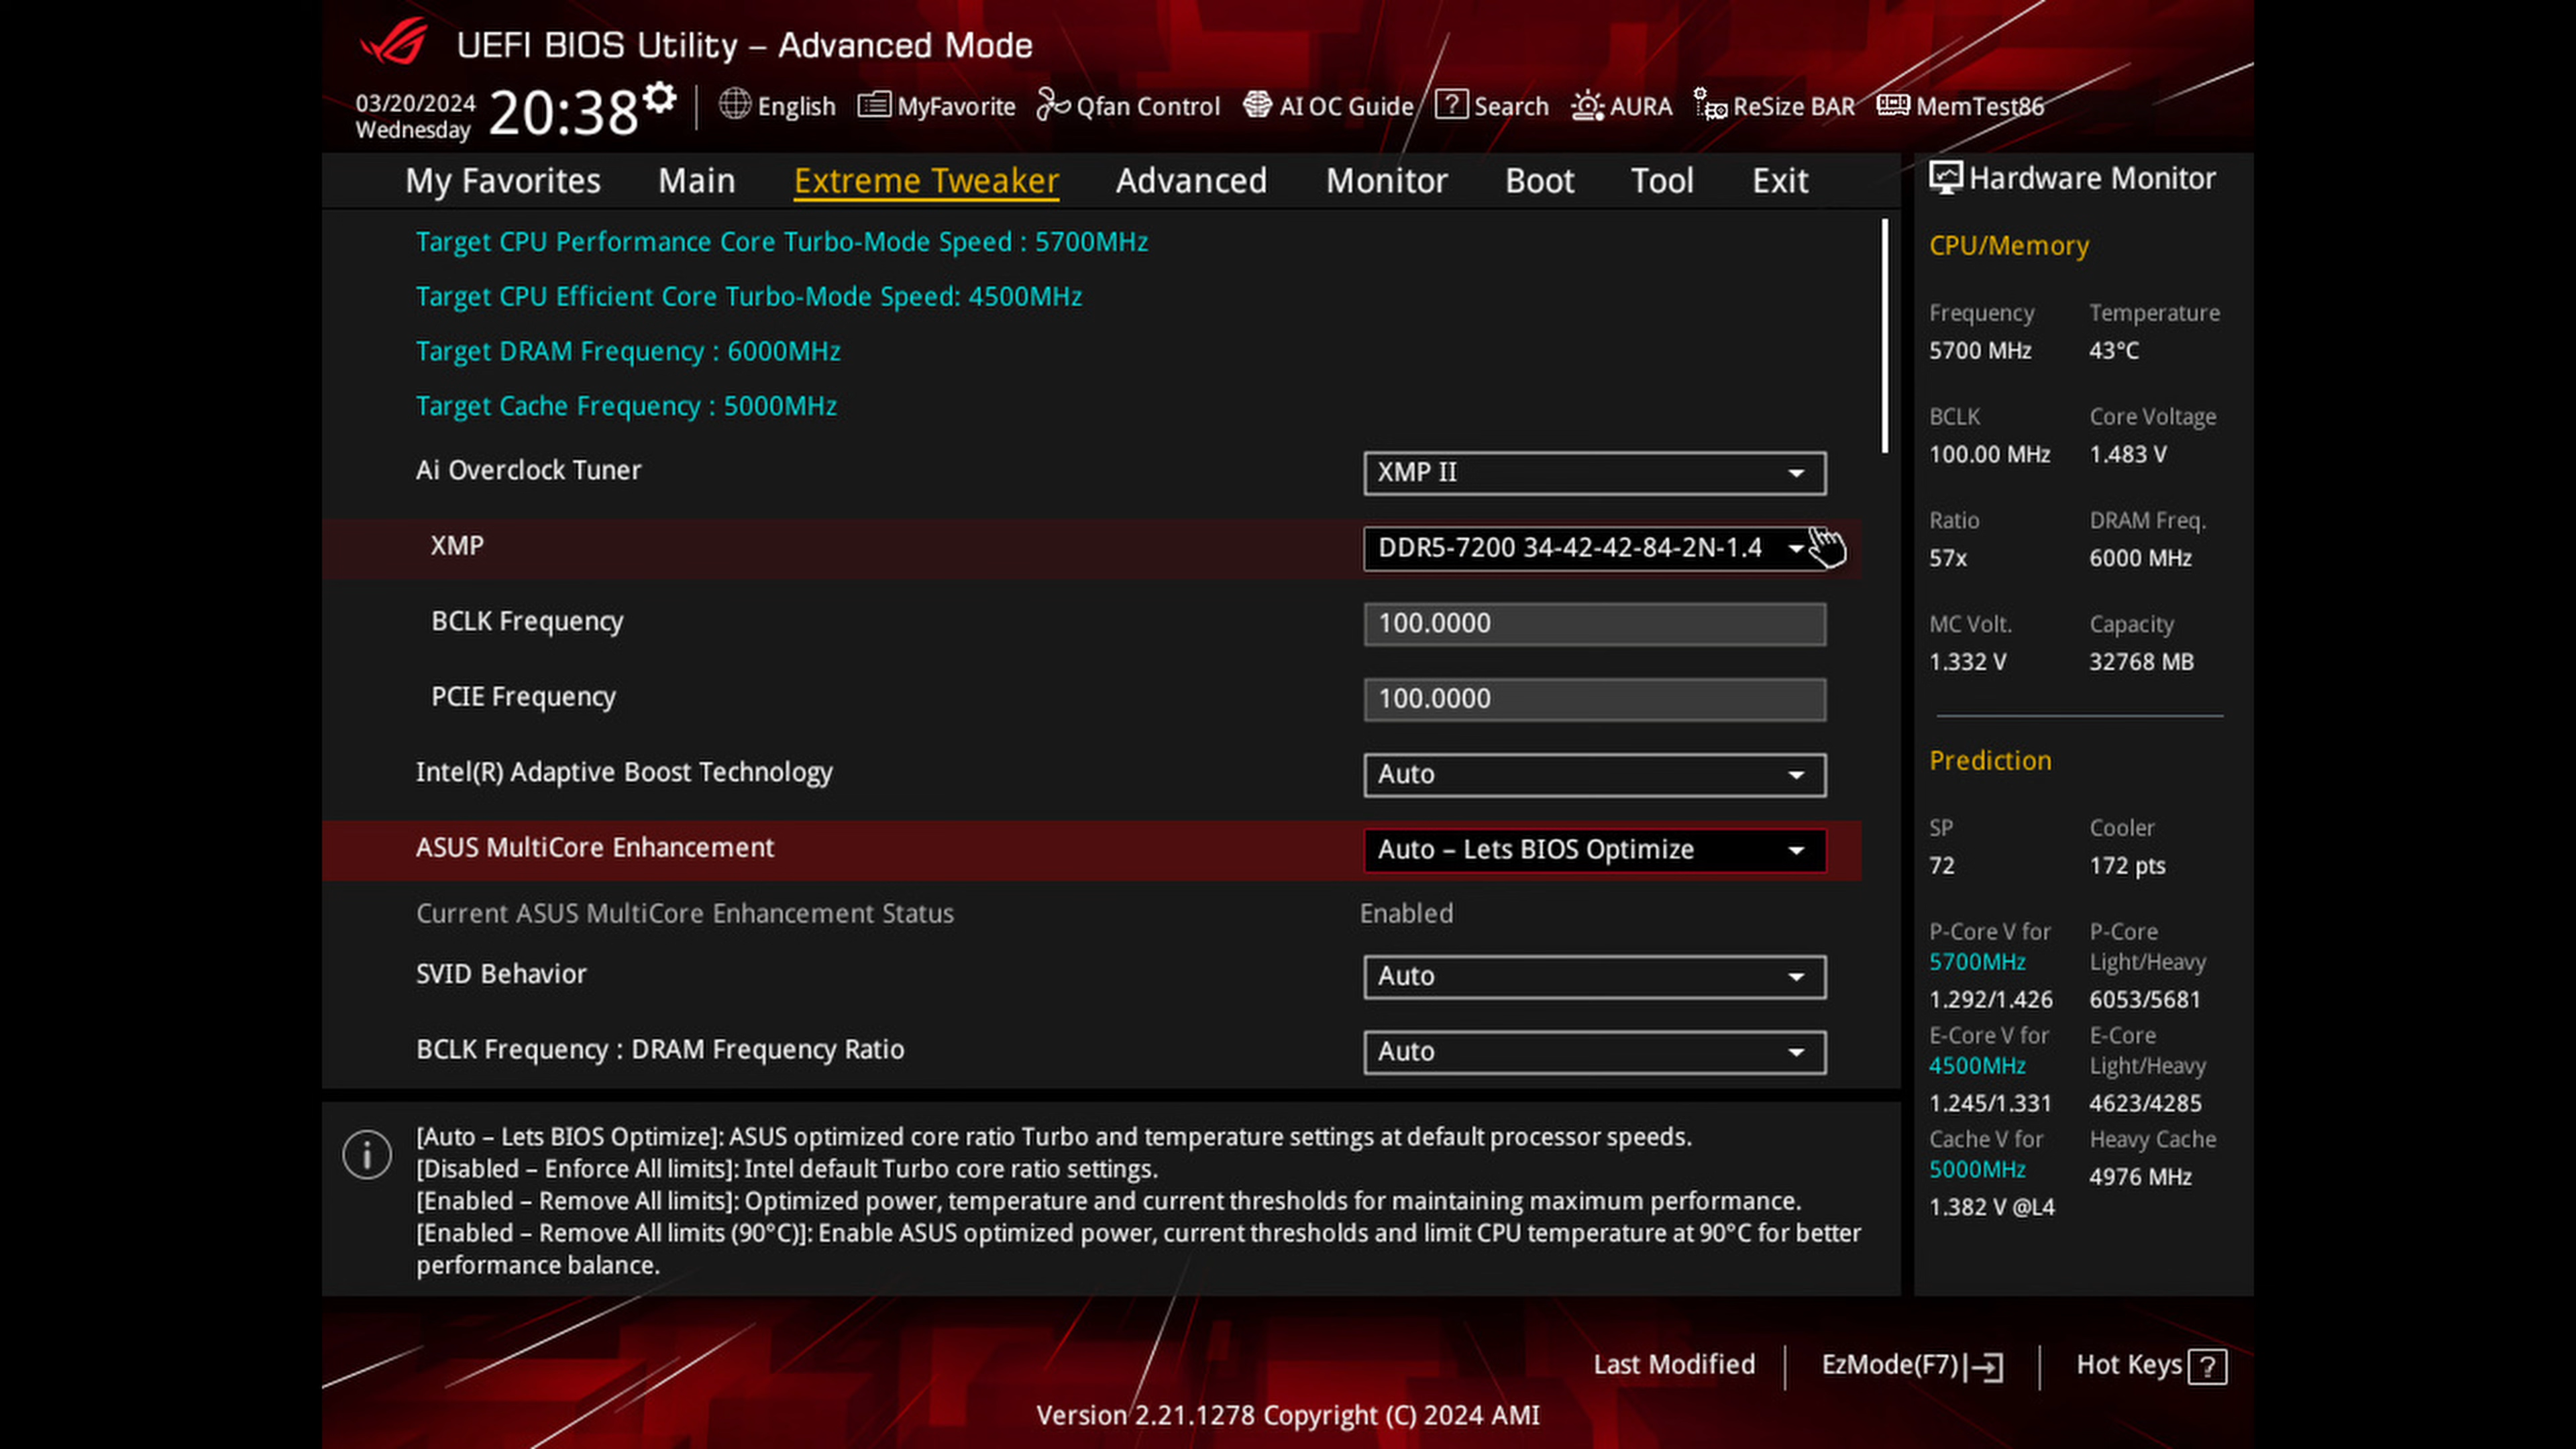 UEFI BIOS Utility – Advanced Mode
03/20/2024
Wednesday
20:38
English
MyFavorite
Qfan Control
AI OC Guide
Search
AURA
ReSize BAR
MemTest86
My Favorites
Main
Extreme Tweaker
Advanced
Monitor
Boot
Tool
Exit
Target CPU Performance Core Turbo-Mode Speed : 5700MHz
Target CPU Efficient Core Turbo-Mode Speed: 4500MHz
Target DRAM Frequency : 6000MHz
Target Cache Frequency : 5000MHz
Ai Overclock Tuner
XMP II
XMP
DDR5-7200 34-42-42-84-2N-1.4
BCLK Frequency
100.0000
PCIE Frequency
100.0000
Intel(R) Adaptive Boost Technology
Auto
ASUS MultiCore Enhancement
Auto – Lets BIOS Optimize
Current ASUS MultiCore Enhancement Status
Enabled
SVID Behavior
Auto
BCLK Frequency : DRAM Frequency Ratio
Auto
[Auto – Lets BIOS Optimize]: ASUS optimized core ratio Turbo and temperature settings at default processor speeds.
[Disabled – Enforce All limits]: Intel default Turbo core ratio settings.
[Enabled – Remove All limits]: Optimized power, temperature and current thresholds for maintaining maximum performance.
[Enabled – Remove All limits (90°C)]: Enable ASUS optimized power, current thresholds and limit CPU temperature at 90°C for better
performance balance.
Hardware Monitor
CPU/Memory
Frequency
Temperature
5700 MHz
43°C
BCLK
Core Voltage
100.00 MHz
1.483 V
Ratio
DRAM Freq.
57x
6000 MHz
MC Volt.
Capacity
1.332 V
32768 MB
Prediction
SP
Cooler
72
172 pts
P-Core V for
P-Core
5700MHz
Light/Heavy
1.292/1.426
6053/5681
E-Core V for
E-Core
4500MHz
Light/Heavy
1.245/1.331
4623/4285
Cache V for
Heavy Cache
5000MHz
4976 MHz
1.382 V @L4
Last Modified
EzMode(F7)
Hot Keys ?
Version 2.21.1278 Copyright (C) 2024 AMI